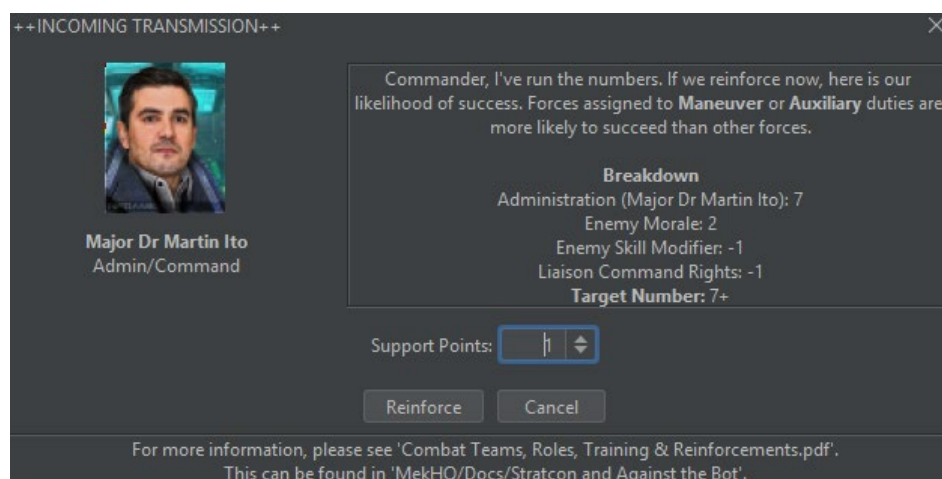 ++INCOMING TRANSMISSION++
Commander, I've run the numbers. If we reinforce now, here is our
likelihood of success. Forces assigned to Maneuver or Auxiliary duties are
more likely to succeed than other forces.
Breakdown
Administration (Major Dr Martin Ito): 7
Enemy Morale: 2
Enemy Skill Modifier: -1
Liaison Command Rights: -1
Target Number: 7+
Major Dr Martin Ito
Admin/Command
Support Points: 1
Reinforce Cancel
For more information, please see 'Combat Teams, Roles, Training & Reinforcements.pdf'.
This can be found in 'MekHQ/Docs/Stratcon and Against the Bot'.